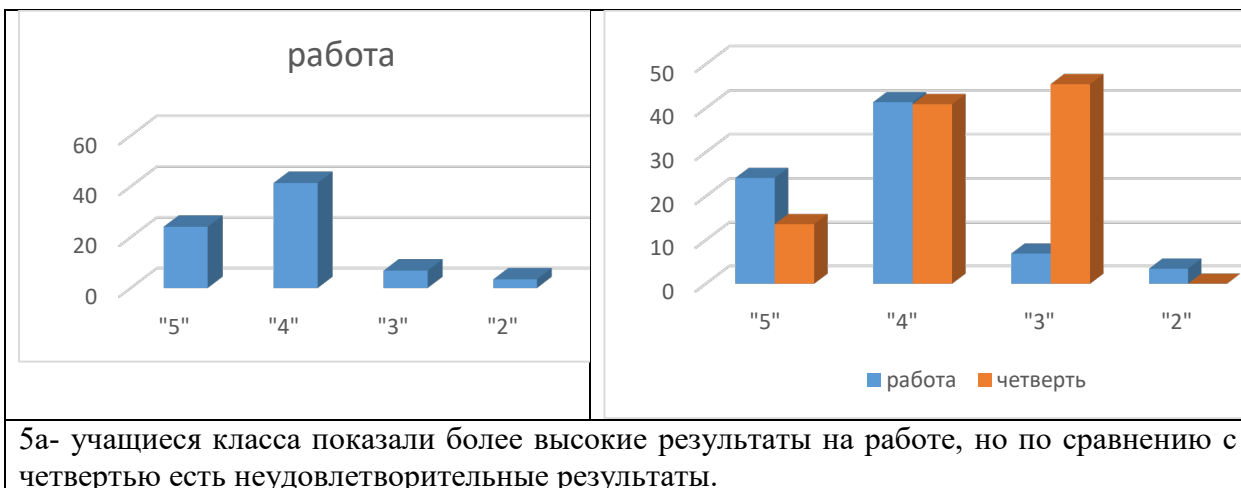 работа
60
40
20
0
"5" "4" "3" "2"
50
40
30
20
10
0
"5" "4" "3" "2"
работа четверть
5а- учащиеся класса показали более высокие результаты на работе, но по сравнению с
четвертью есть неудовлетворительные результаты.